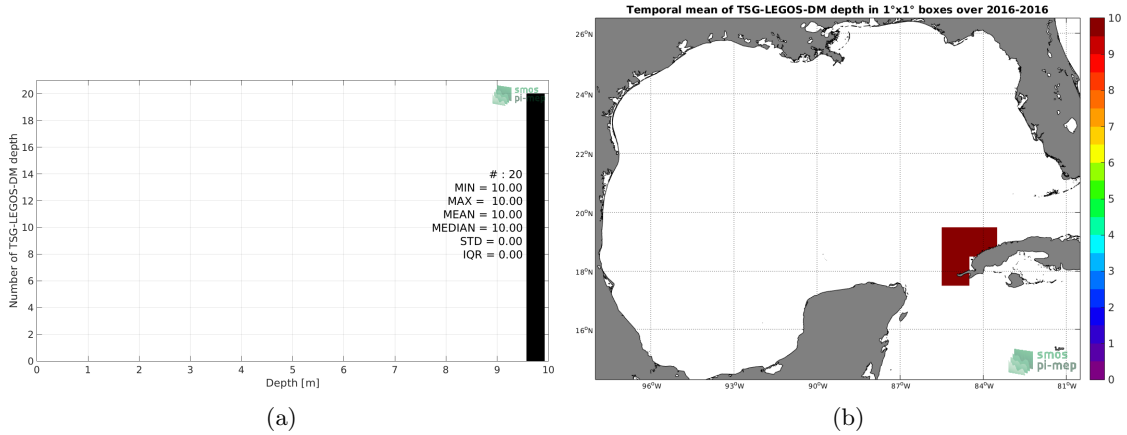 Temporal mean of TSG-LEGOS-DM depth in 1°x1° boxes over 2016-2016
Number of TSG-LEGOS-DM depth
20
18
16
14
12
10
8
6
4
2
0
smos
pi-mep
# : 20
MIN = 10.00
MAX = 10.00
MEAN = 10.00
MEDIAN = 10.00
STD = 0.00
IQR = 0.00
0 1 2 3 4 5 6 7 8 9 10
Depth [m]
(a)
26°N
24°N
22°N
20°N
18°N
16°N
96°W 93°W 90°W 87°W 84°W 81°W
smos
pi-mep
10
9
8
7
6
5
4
3
2
1
0
(b)